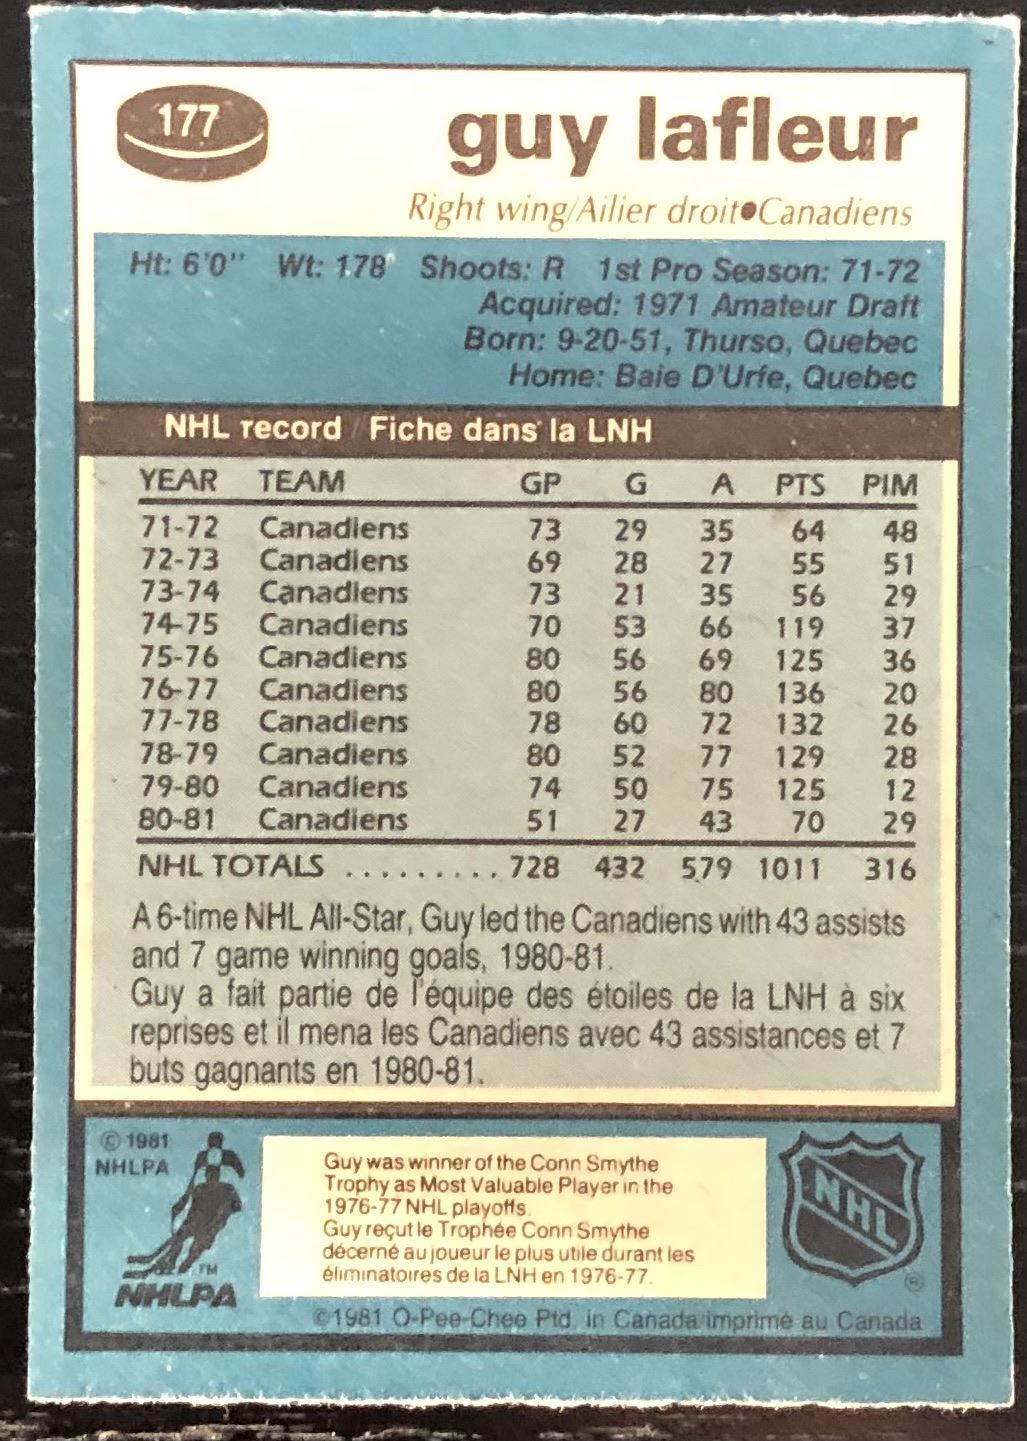 177
guy lafleur
Right wing/Ailier droit•Canadiens
Ht: 6'0" Wt: 178 Shoots: R 1st Pro Season: 71-72
Acquired: 1971 Amateur Draft
Born: 9-20-51, Thurso, Quebec
Home: Baie D'Urfe, Quebec
NHL record / Fiche dans la LNH
YEAR TEAM GP G A PTS PIM
71-72 Canadiens 73 29 35 64 48
72-73 Canadiens 69 28 27 55 51
73-74 Canadiens 73 21 35 56 29
74-75 Canadiens 70 53 66 119 37
75-76 Canadiens 80 56 69 125 36
76-77 Canadiens 80 56 80 136 20
77-78 Canadiens 78 60 72 132 26
78-79 Canadiens 80 52 77 129 28
79-80 Canadiens 74 50 75 125 12
80-81 Canadiens 51 27 43 70 29
NHL TOTALS ......... 728 432 579 1011 316
A 6-time NHL All-Star, Guy led the Canadiens with 43 assists
and 7 game winning goals, 1980-81.
Guy a fait partie de l'équipe des étoiles de la LNH à six
reprises et il mena les Canadiens avec 43 assistances et 7
buts gagnants en 1980-81.
© 1981
NHLPA
TM
NHLPA
Guy was winner of the Conn Smythe
Trophy as Most Valuable Player in the
1976-77 NHL playoffs.
Guy reçut le Trophée Conn Smythe
décerné au joueur le plus utile durant les
éliminatoires de la LNH en 1976-77.
NHL
®
©1981 O-Pee-Chee Ptd. in Canada/imprimé au Canada